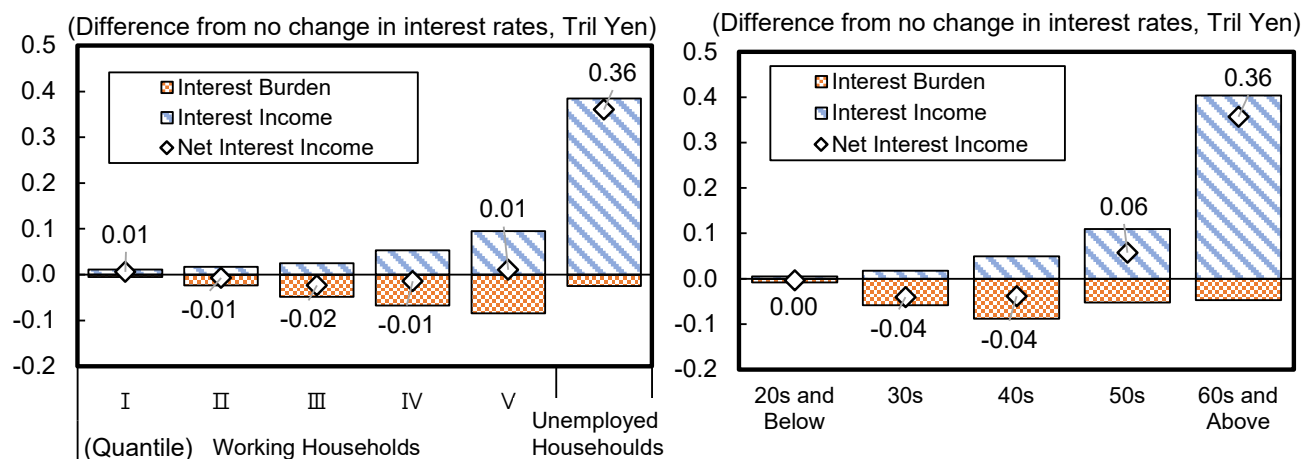 (Difference from no change in interest rates, Tril Yen)
0.5
0.4
0.3
0.2
0.1
0.0
-0.1
-0.2
Interest Burden
Interest Income
Net Interest Income
0.01
-0.01
-0.02
-0.01
0.01
0.36
Ⅰ
Ⅱ
Ⅲ
Ⅳ
Ⅴ
(Quantile)
Working Households
Unemployed
Househoulds
(Difference from no change in interest rates, Tril Yen)
0.5
0.4
0.3
0.2
0.1
0.0
-0.1
-0.2
Interest Burden
Interest Income
Net Interest Income
0.00
-0.04
-0.04
0.06
0.36
20s and
Below
30s
40s
50s
60s and
Above